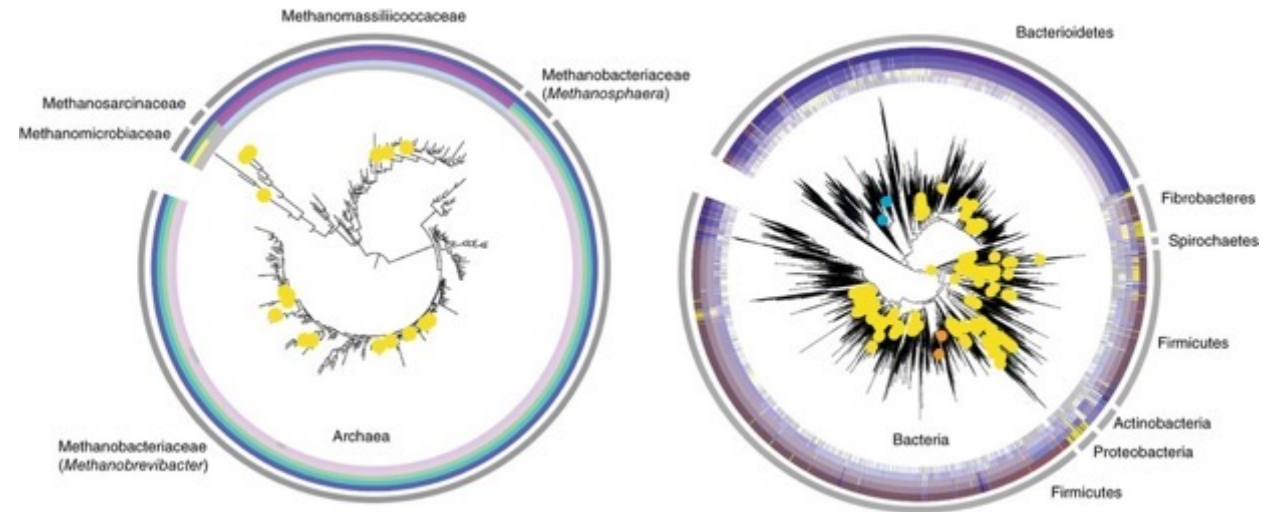 Methanomassiliicoccaceae
Methanobacteriaceae
(Methanosphaera)
Methanosarcinaceae
Methanomicrobiaceae
Archaea
Methanobacteriaceae
(Methanobrevibacter)
Bacterioidetes
Fibrobacteres
Spirochaetes
Firmicutes
Actinobacteria
Proteobacteria
Firmicutes
Bacteria